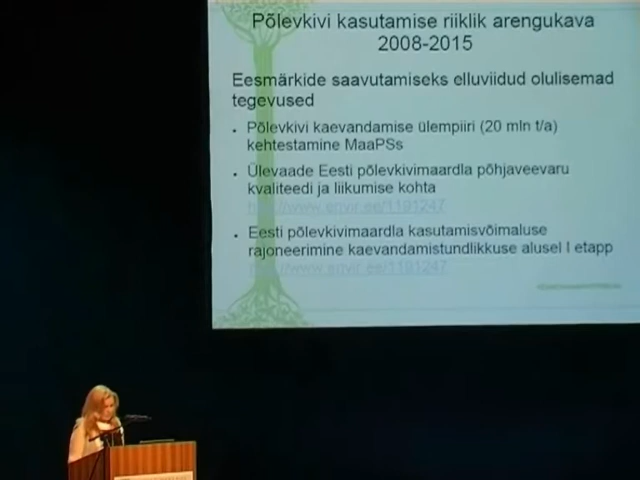 Põlevkivi kasutamise riiklik arengukava
2008-2015
Eesmärkide saavutamiseks elluviidud olulisemad
tegevused
• Põlevkivi kaevandamise ülempiiri (20 mln t/a)
kehtestamine MaaPSs
• Ülevaade Eesti põlevkivimaardla põhjaveevaru
kvaliteedi ja liikumise kohta
http://www.envir.ee/1191247
• Eesti põlevkivimaardla kasutamisvõimaluse
rajoneerimine kaevandamistundlikkuse alusel I etapp
http://www.envir.ee/1191247